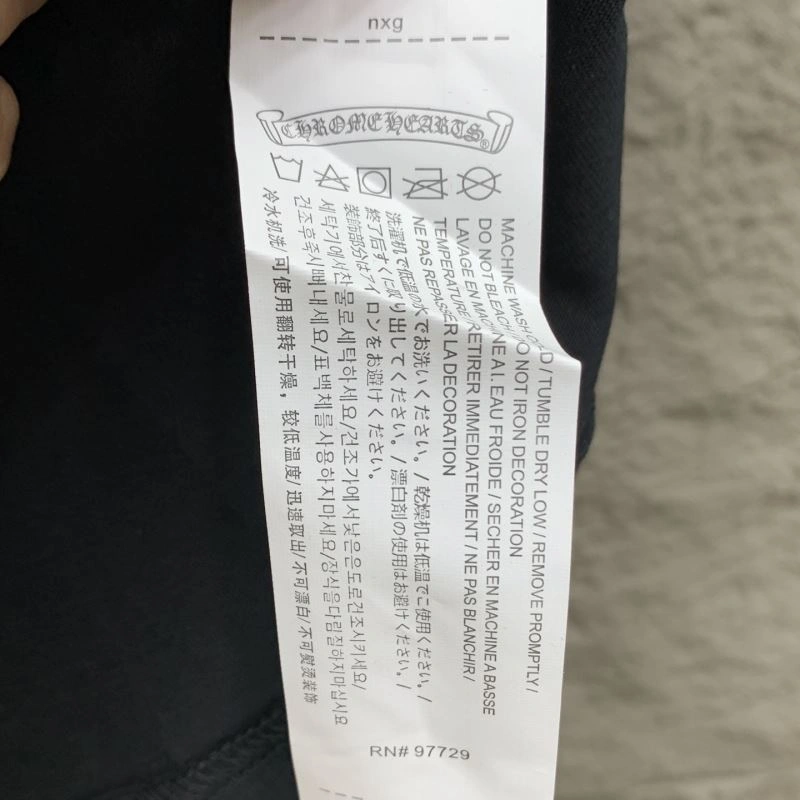 nxg
CHROME HEARTS®
MACHINE WASH COLD / TUMBLE DRY LOW / REMOVE PROMPTLY /
DO NOT BLEACH / DO NOT IRON DECORATION
LAVAGE EN MACHINE A I. EAU FROIDE / SECHER EN MACHINE A BASSE
TEMPERATURE / RETIRER IMMEDIATEMENT / NE PAS BLANCHIR /
NE PAS REPASSER LA DECORATION
洗濯机で低温の水でお洗いください。/ 乾燥机は低温でご使用ください。/
終了后すぐに取り出してください。/ 漂白剤の使用はお避けください。/
装飾部分はアイロンをお避けください。
세탁기에서찬물로세탁하세요/건조기에서낮은온도로건조시키세요/
건조후즉시빼내세요/표백체를사용하지마세요/장식을다림질하지마십시요
冷水机洗/可使用翻转干燥，较低温度/迅速取出/不可漂白/不可熨烫装饰
RN# 97729